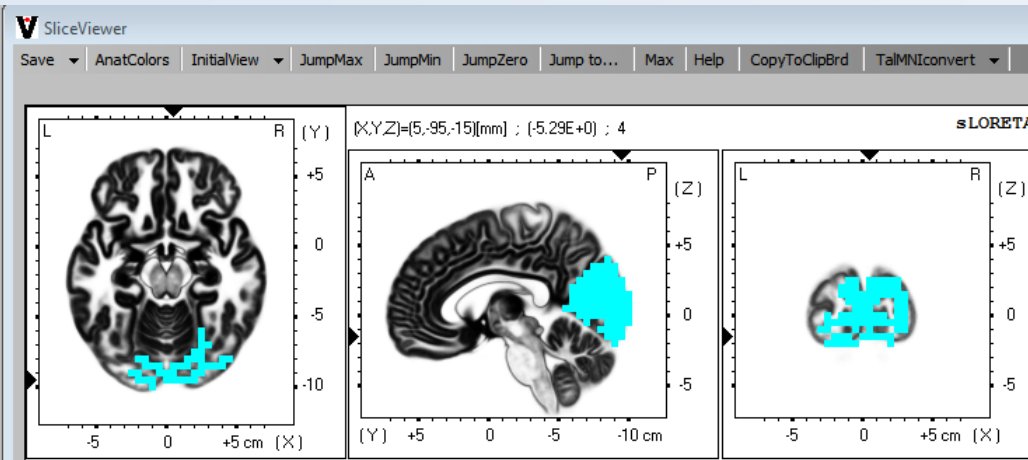 SliceViewer
Save AnatColors InitialView JumpMax JumpMin JumpZero Jump to... Max Help CopyToClipBrd TalMNIconvert
(X,Y,Z)=(5,-95,-15)[mm] ; (-5.29E+0) ; 4 sLORETA
L R (Y)
+5
0
-5
-10
-5 0 +5 cm (X)
A P (Z)
+5
0
-5
(Y) +5 0 -5 -10 cm
L R (Z)
+5
0
-5
-5 0 +5 cm (X)